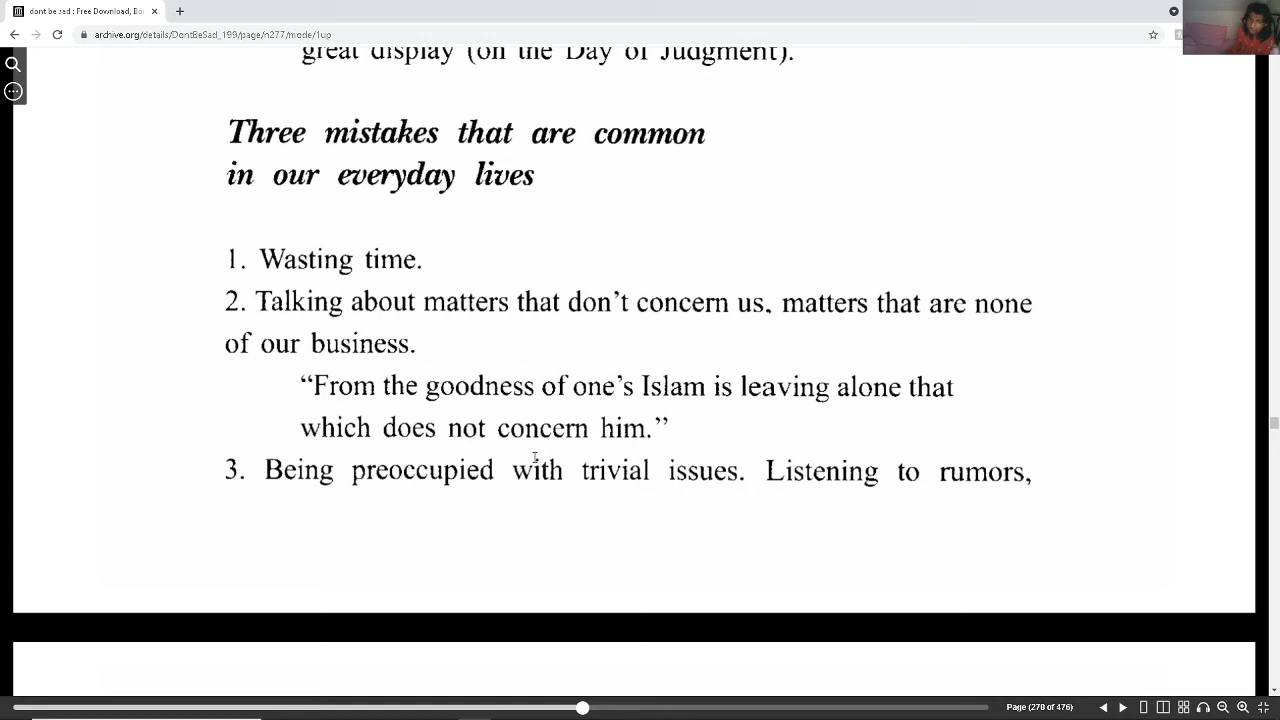 dont be sad : Free Download, Bo
archive.org/details/DontBeSad_199/page/n277/mode/1up
great display (on the Day of Judgment).
Three mistakes that are common
in our everyday lives
1. Wasting time.
2. Talking about matters that don't concern us, matters that are none
of our business.
"From the goodness of one's Islam is leaving alone that
which does not concern him."
3. Being preoccupied with trivial issues. Listening to rumors,
Page (278 of 476)